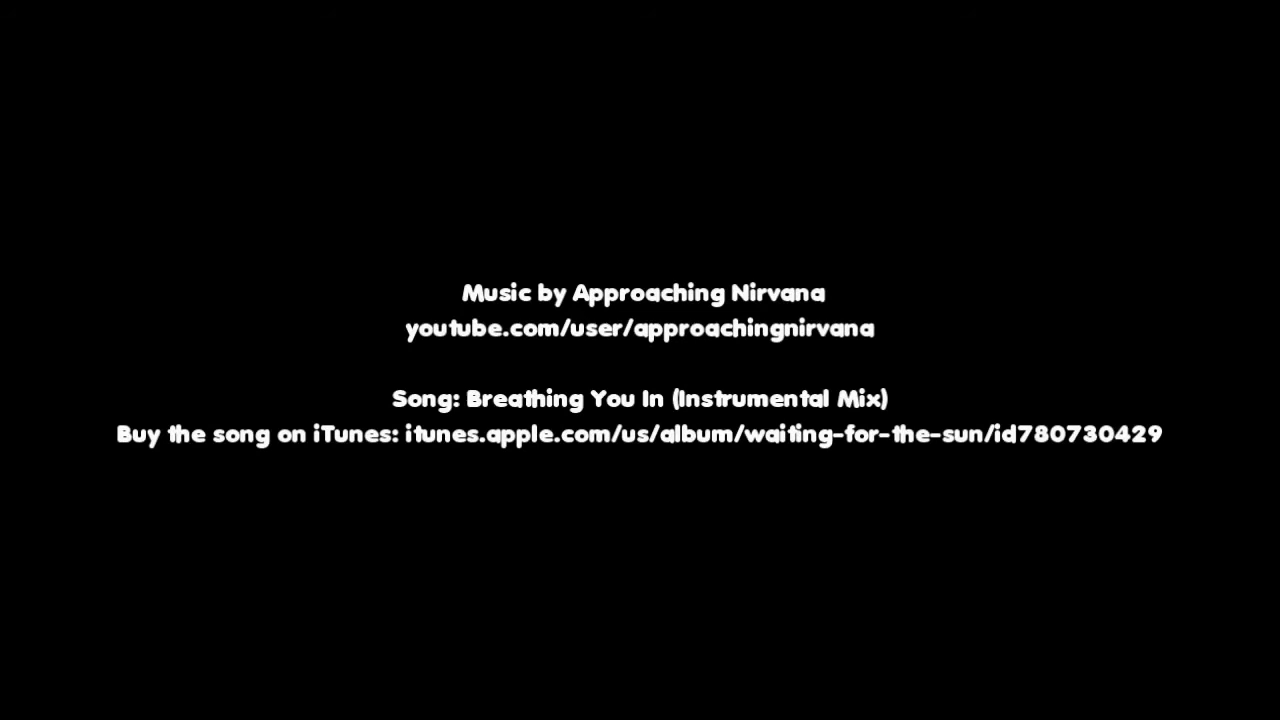 Music by Approaching Nirvana
youtube.com/user/approachingnirvana
Song: Breathing You In (Instrumental Mix)
Buy the song on iTunes: itunes.apple.com/us/album/waiting-for-the-sun/id780730429